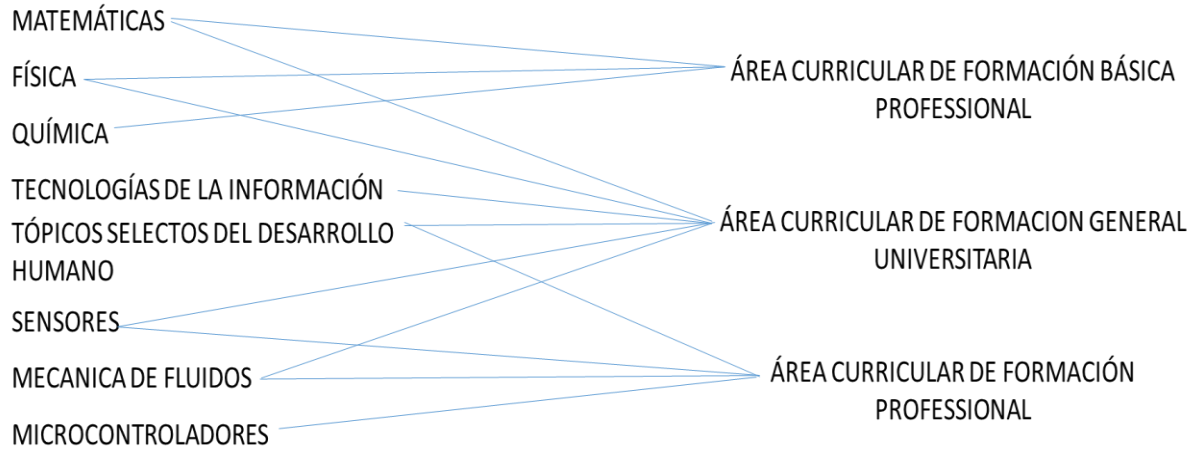 MATEMÁTICAS
FÍSICA
QUÍMICA
TECNOLOGÍAS DE LA INFORMACIÓN
TÓPICOS SELECTOS DEL DESARROLLO
HUMANO
SENSORES
MECANICA DE FLUIDOS
MICROCONTROLADORES
ÁREA CURRICULAR DE FORMACIÓN BÁSICA
PROFESSIONAL
ÁREA CURRICULAR DE FORMACION GENERAL
UNIVERSITARIA
ÁREA CURRICULAR DE FORMACIÓN
PROFESSIONAL